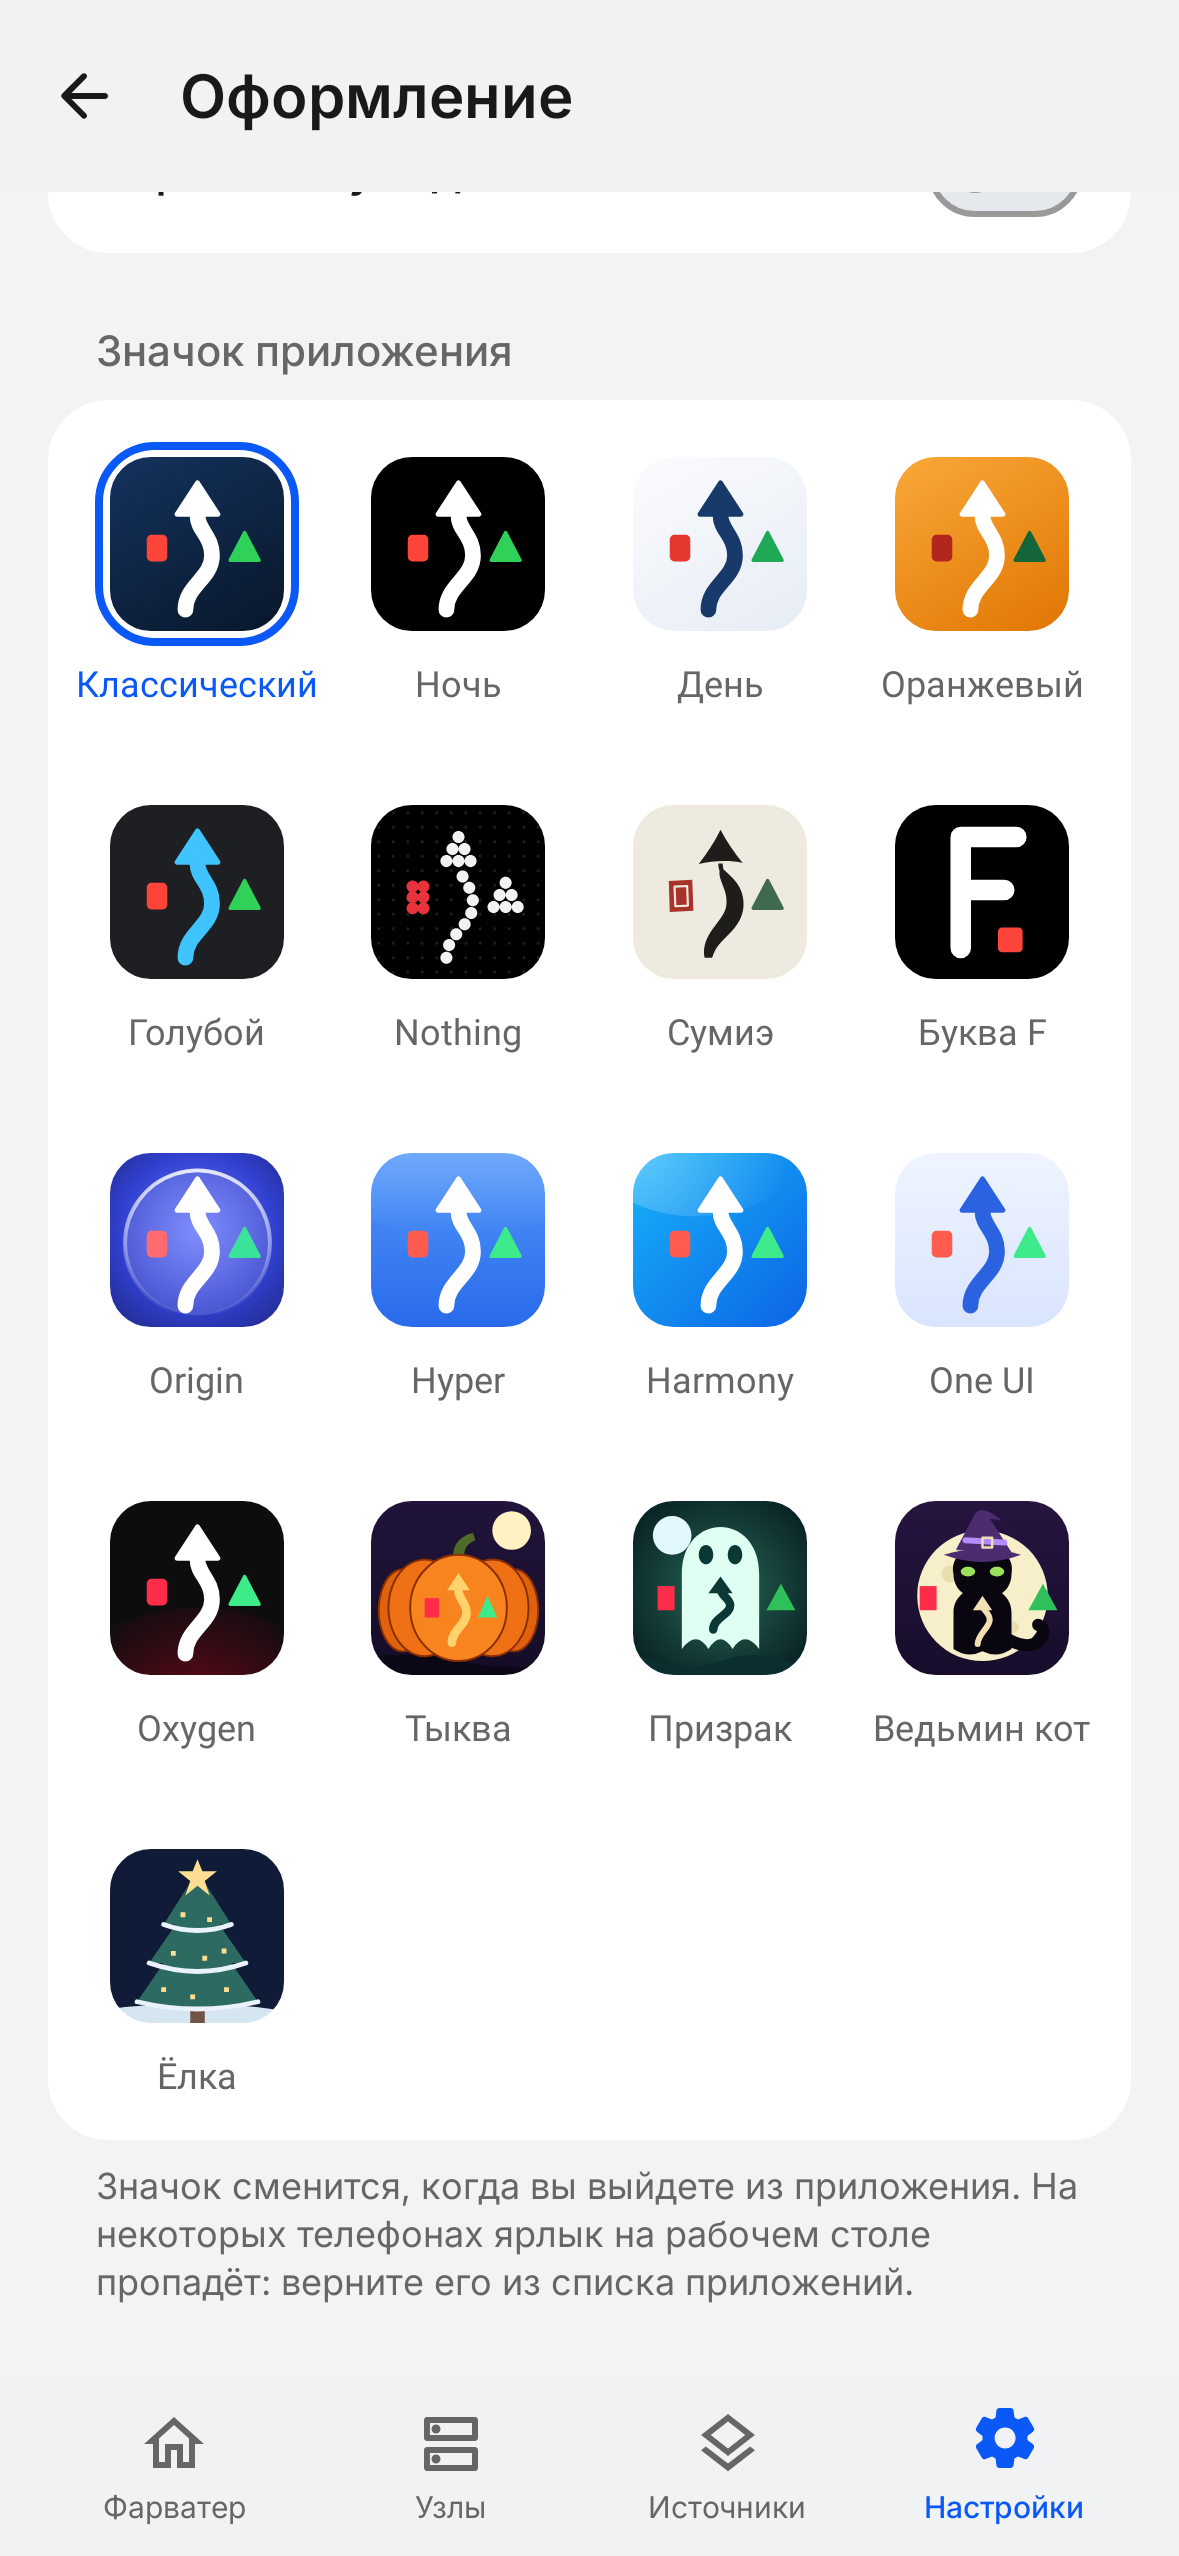 Оформление
Значок приложения
Классический
Ночь
День
Оранжевый
Голубой
Nothing
Сумиэ
Буква F
Origin
Hyper
Harmony
One UI
Oxygen
Тыква
Призрак
Ведьмин кот
Ёлка
Значок сменится, когда вы выйдете из приложения. На
некоторых телефонах ярлык на рабочем столе
пропадёт: верните его из списка приложений.
Фарватер
Узлы
Источники
Настройки